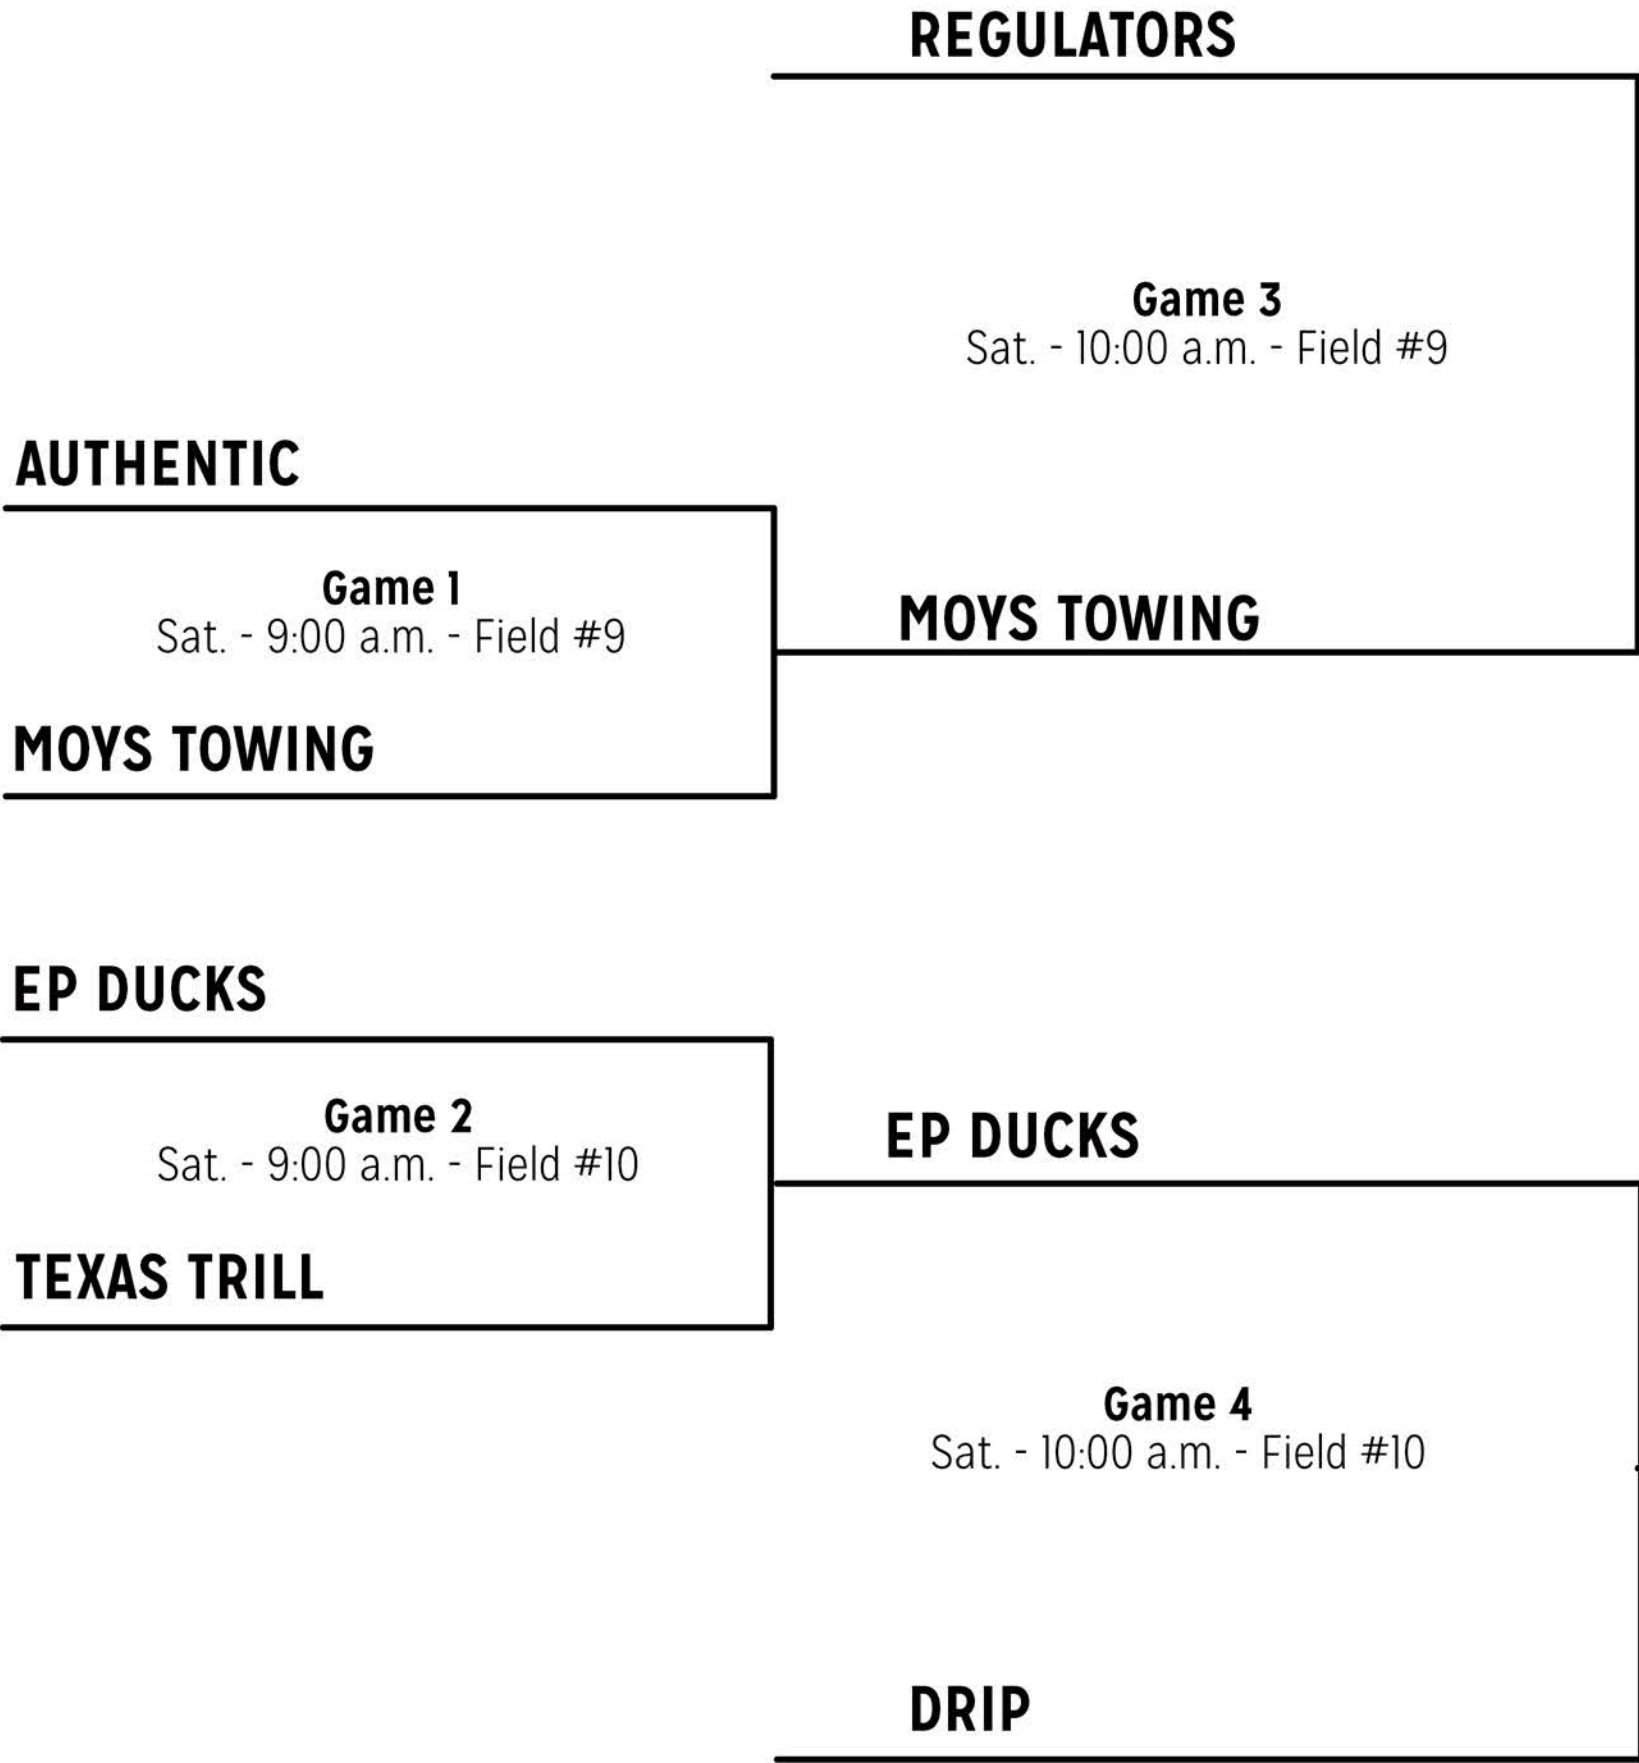 REGULATORS
Game 3
Sat. - 10:00 a.m. - Field #9
AUTHENTIC
Game 1
Sat. - 9:00 a.m. - Field #9
MOYS TOWING
MOYS TOWING
EP DUCKS
Game 2
Sat. - 9:00 a.m. - Field #10
EP DUCKS
TEXAS TRILL
Game 4
Sat. - 10:00 a.m. - Field #10
DRIP